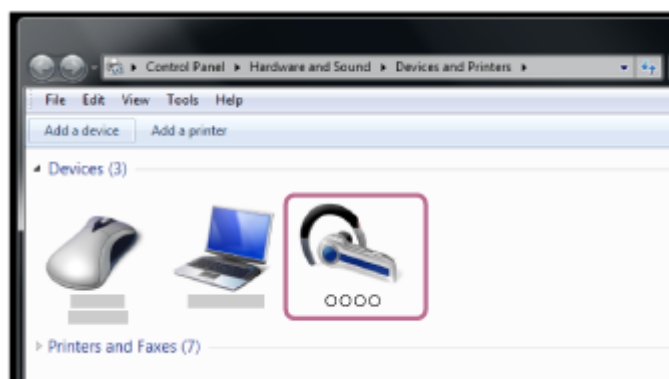 Control Panel ▸ Hardware and Sound ▸ Devices and Printers ▸
File Edit View Tools Help
Add a device Add a printer
Devices (3)
○○○○
Printers and Faxes (7)